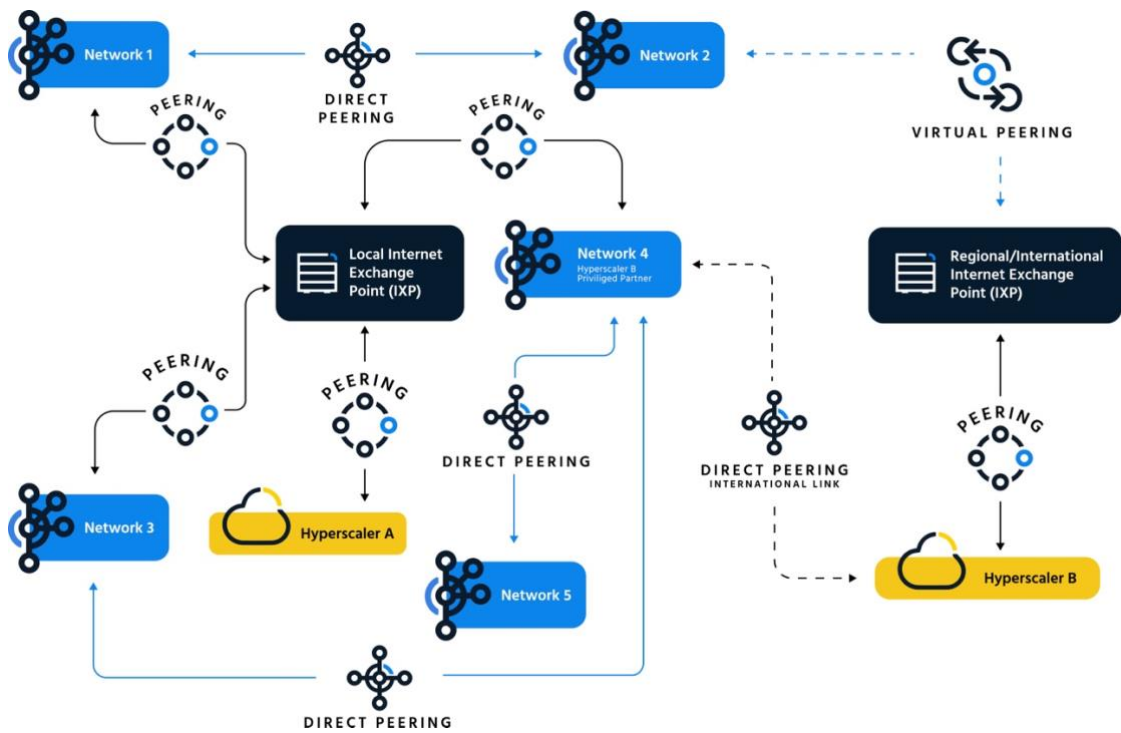 Network 1
Network 2
DIRECT
PEERING
VIRTUAL PEERING
PEERING
PEERING
Local Internet
Exchange
Point (IXP)
Network 4
Hyperscaler B
Priviliged Partner
Regional/International
Internet Exchange
Point (IXP)
PEERING
PEERING
DIRECT PEERING
DIRECT PEERING
INTERNATIONAL LINK
PEERING
Network 3
Hyperscaler A
Network 5
Hyperscaler B
DIRECT PEERING